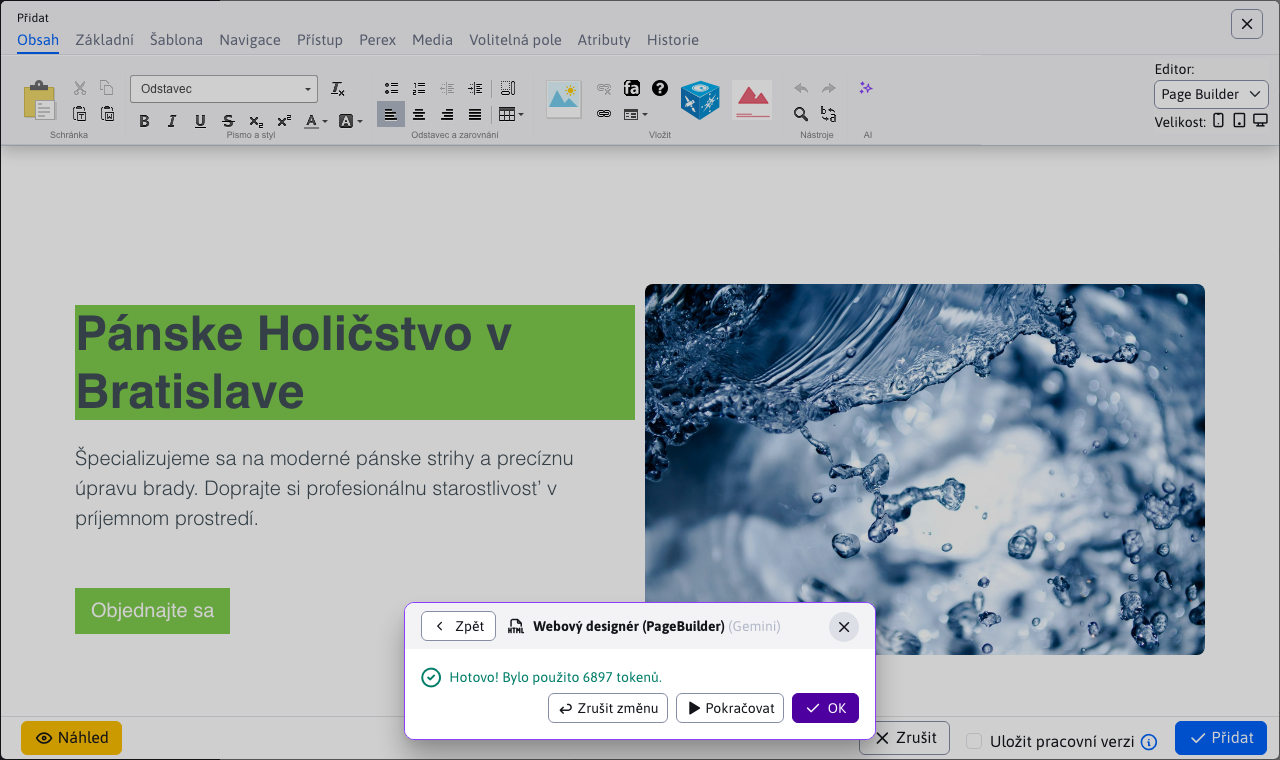 Přidat
Obsah Základní Šablona Navigace Přístup Perex Media Volitelná pole Atributy Historie
Editor:
Odstavec
Page Builder
B I U S x₂ x² A A
Velikost:
Schránka Písmo a styl Odstavec a zarovnání Vložit Nástroje AI
Pánske Holičstvo v
Bratislave
Špecializujeme sa na moderné pánske strihy a precíznu
úpravu brady. Doprajte si profesionálnu starostlivosť v
príjemnom prostredí.
Objednajte sa
Zpět HTML Webový designér (PageBuilder) (Gemini)
Hotovo! Bylo použito 6897 tokenů.
Zrušit změnu Pokračovat OK
Náhled Zrušit Uložit pracovní verzi Přidat